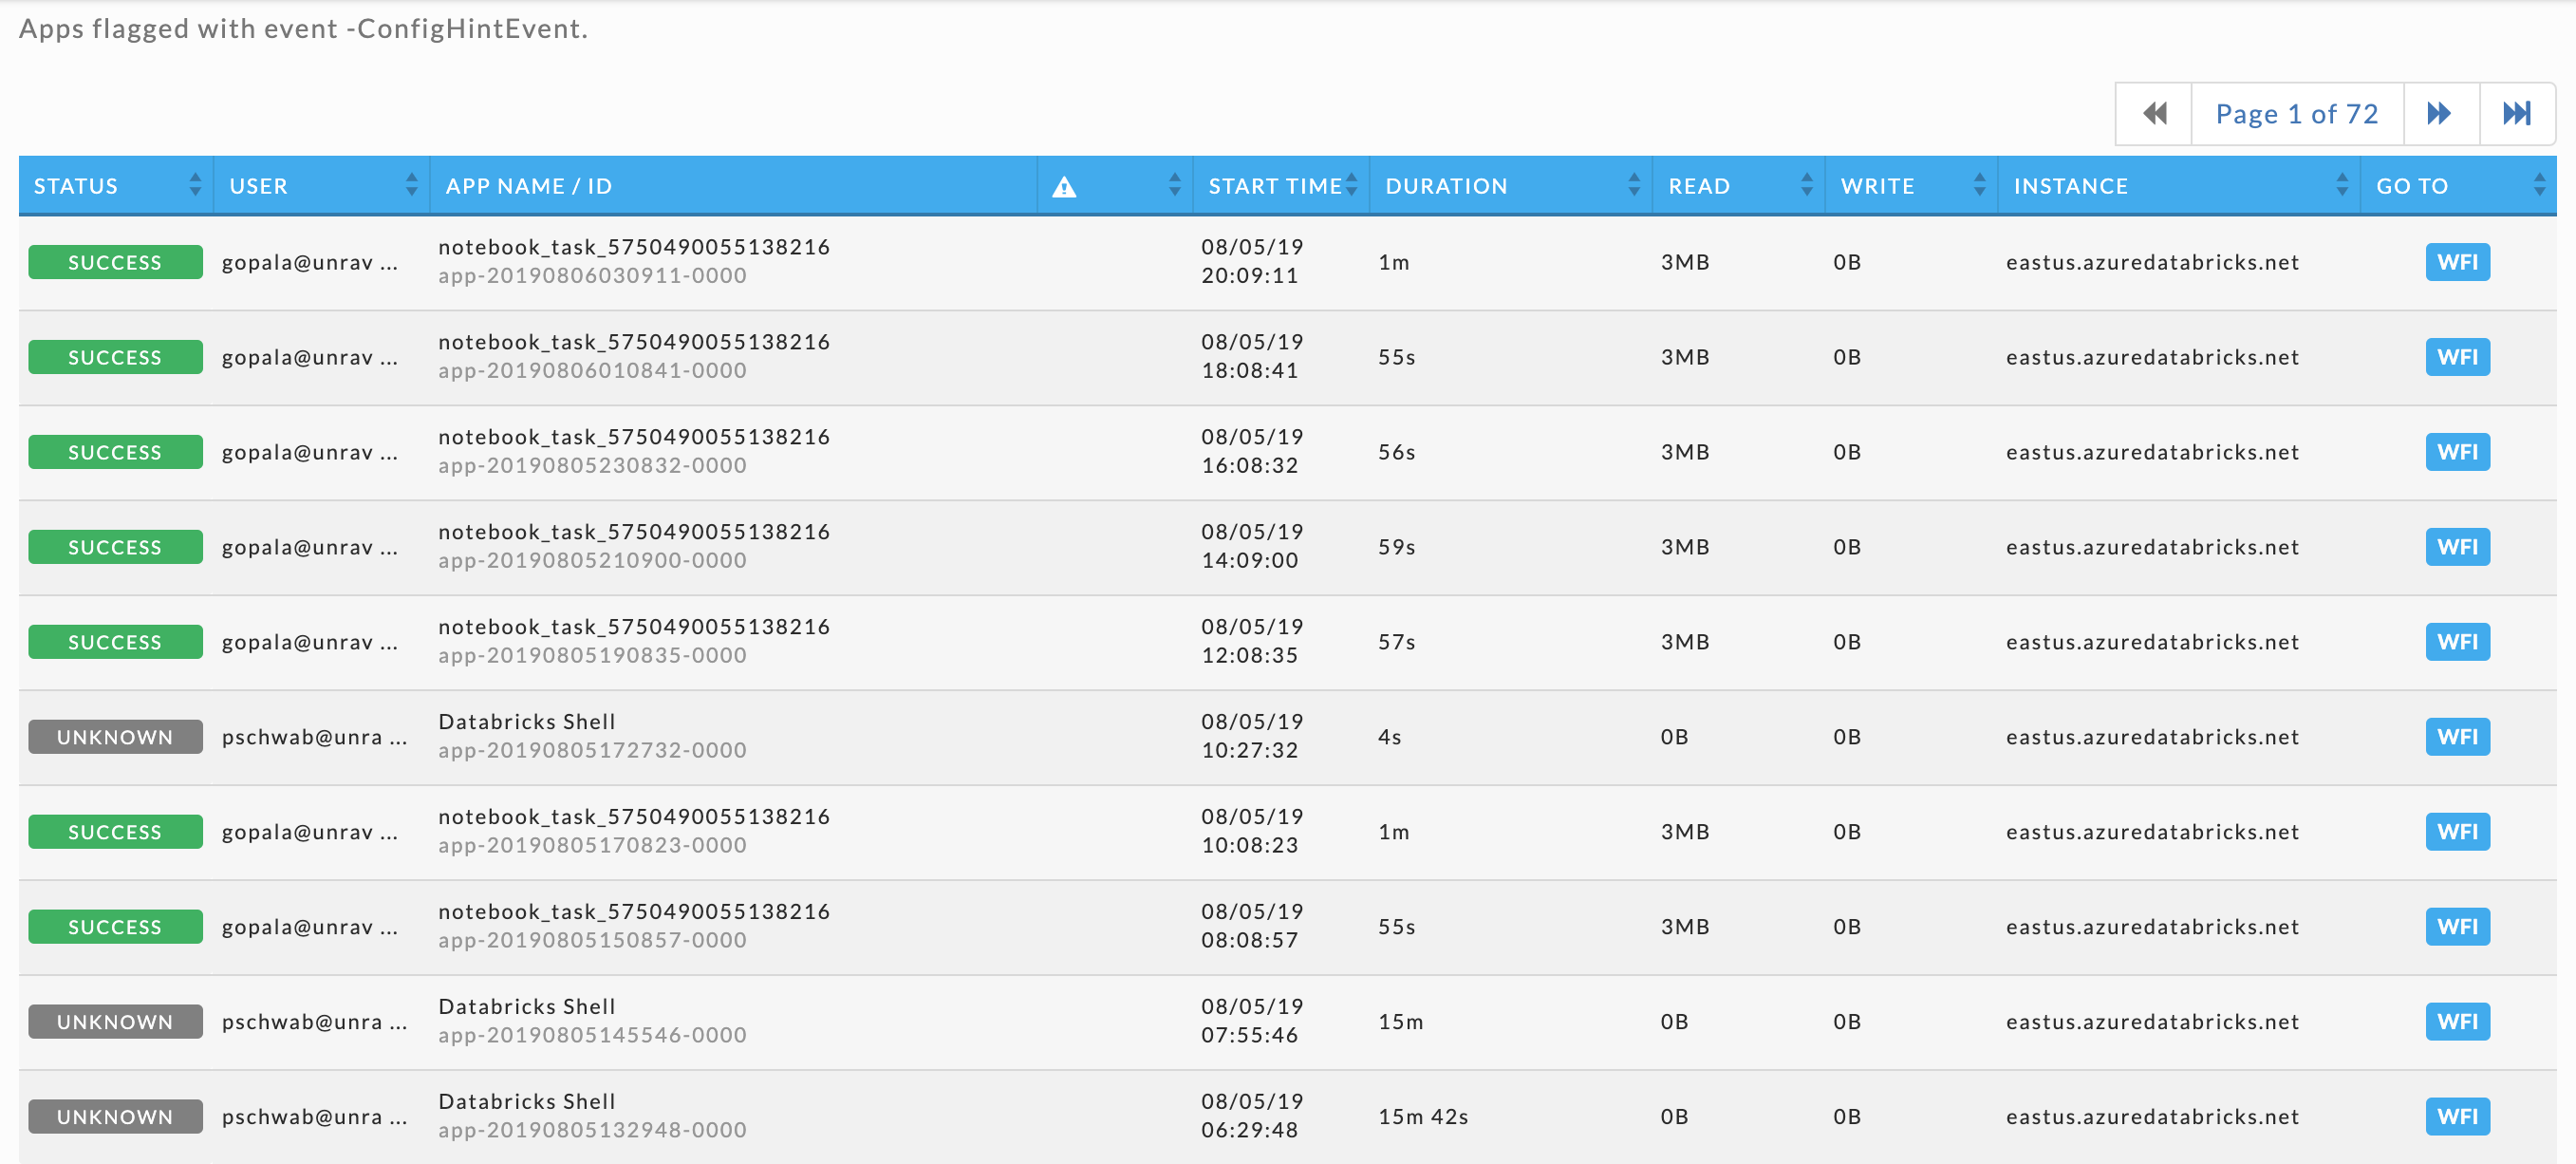 Apps flagged with event -ConfigHintEvent.
Page 1 of 72
STATUS USER APP NAME / ID START TIME DURATION READ WRITE INSTANCE GO TO
SUCCESS gopala@unrav ... notebook_task_5750490055138216 08/05/19 1m 3MB 0B eastus.azuredatabricks.net WFI
app-20190806030911-0000 20:09:11
SUCCESS gopala@unrav ... notebook_task_5750490055138216 08/05/19 55s 3MB 0B eastus.azuredatabricks.net WFI
app-20190806010841-0000 18:08:41
SUCCESS gopala@unrav ... notebook_task_5750490055138216 08/05/19 56s 3MB 0B eastus.azuredatabricks.net WFI
app-20190805230832-0000 16:08:32
SUCCESS gopala@unrav ... notebook_task_5750490055138216 08/05/19 59s 3MB 0B eastus.azuredatabricks.net WFI
app-20190805210900-0000 14:09:00
SUCCESS gopala@unrav ... notebook_task_5750490055138216 08/05/19 57s 3MB 0B eastus.azuredatabricks.net WFI
app-20190805190835-0000 12:08:35
UNKNOWN pschwab@unra ... Databricks Shell 08/05/19 4s 0B 0B eastus.azuredatabricks.net WFI
app-20190805172732-0000 10:27:32
SUCCESS gopala@unrav ... notebook_task_5750490055138216 08/05/19 1m 3MB 0B eastus.azuredatabricks.net WFI
app-20190805170823-0000 10:08:23
SUCCESS gopala@unrav ... notebook_task_5750490055138216 08/05/19 55s 3MB 0B eastus.azuredatabricks.net WFI
app-20190805150857-0000 08:08:57
UNKNOWN pschwab@unra ... Databricks Shell 08/05/19 15m 0B 0B eastus.azuredatabricks.net WFI
app-20190805145546-0000 07:55:46
UNKNOWN pschwab@unra ... Databricks Shell 08/05/19 15m 42s 0B 0B eastus.azuredatabricks.net WFI
app-20190805132948-0000 06:29:48